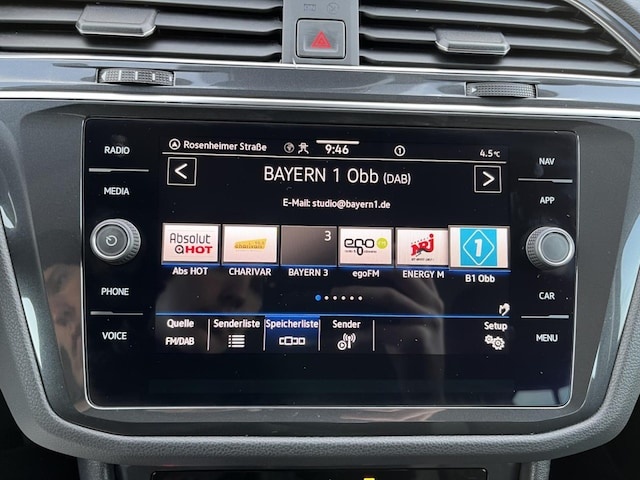 RADIO
MEDIA
PHONE
VOICE
Rosenheimer Straße
9:46
1
4.5°C
BAYERN 1 Obb (DAB)
E-Mail: studio@bayern1.de
Absolut HOT
3
ego FM
NRJ
1
Abs HOT CHARIVAR BAYERN 3 egoFM ENERGY M B1 Obb
Quelle Senderliste Speicherliste Sender Setup
FM/DAB
NAV
APP
CAR
MENU